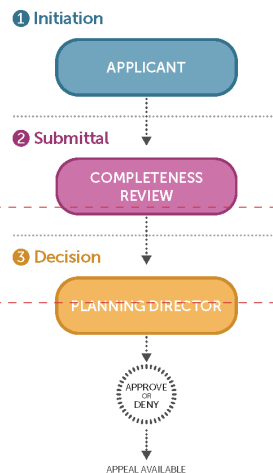 1 Initiation
APPLICANT
2 Submittal
COMPLETENESS
REVIEW
3 Decision
PLANNING DIRECTOR
APPROVE
OR
DENY
APPEAL AVAILABLE